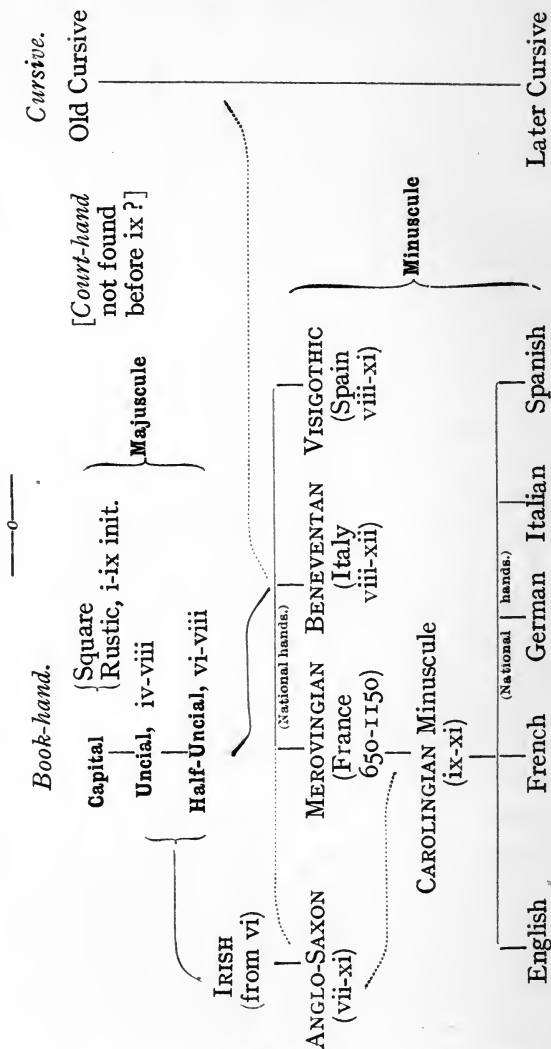 —o—
Book-hand.
Cursive.
Capital {Square
Rustic, i-ix init.
Uncial, iv-viii
Half-Uncial, vi-viii
Majuscule
[Court-hand
not found
before ix ?]
Old Cursive
IRISH
(from vi)
(National hands.)
ANGLO-SAXON
(vii-xi)
MEROVINGIAN
(France
650-1150)
BENEVENTAN
(Italy
viii-xii)
VISIGOTHIC
(Spain
viii-xi)
Minuscule
CAROLINGIAN Minuscule
(ix-xi)
(National hands.)
English
French
German
Italian
Spanish
Later Cursive